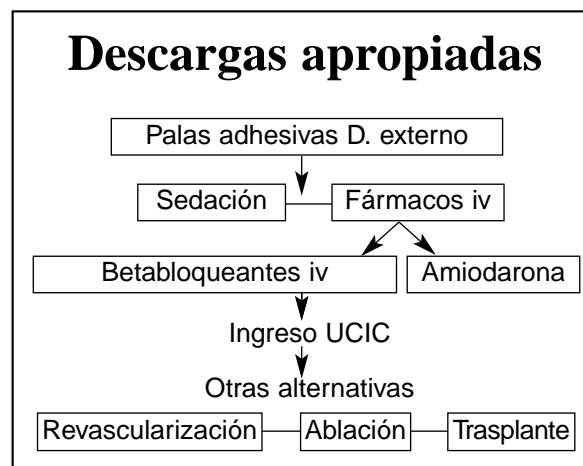 Descargas apropiadas
Palas adhesivas D. externo
Sedación Fármacos iv
Betabloqueantes iv Amiodarona
Ingreso UCIC
Otras alternativas
Revascularización Ablación Trasplante